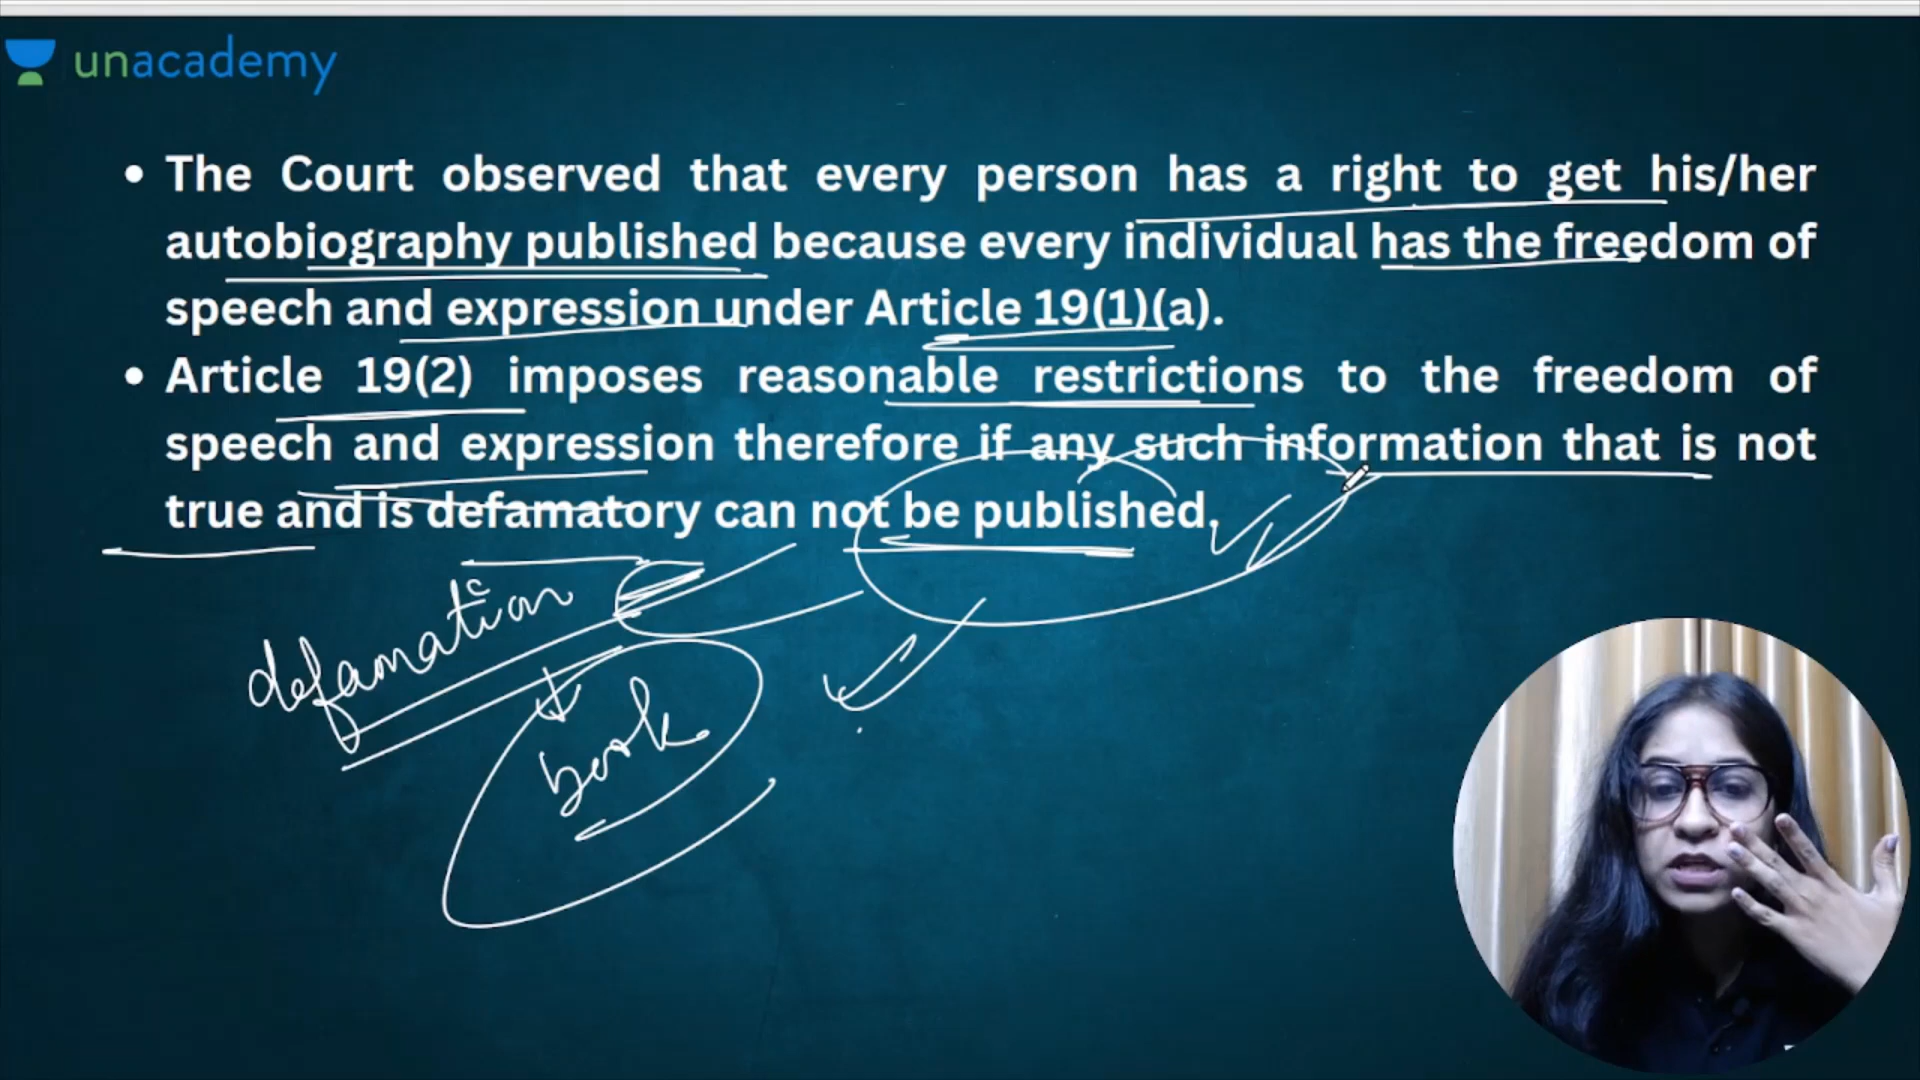 unacademy
• The Court observed that every person has a right to get his/her
autobiography published because every individual has the freedom of
speech and expression under Article 19(1)(a).
• Article 19(2) imposes reasonable restrictions to the freedom of
speech and expression therefore if any such information that is not
true and is defamatory can not be published.
defamation
book